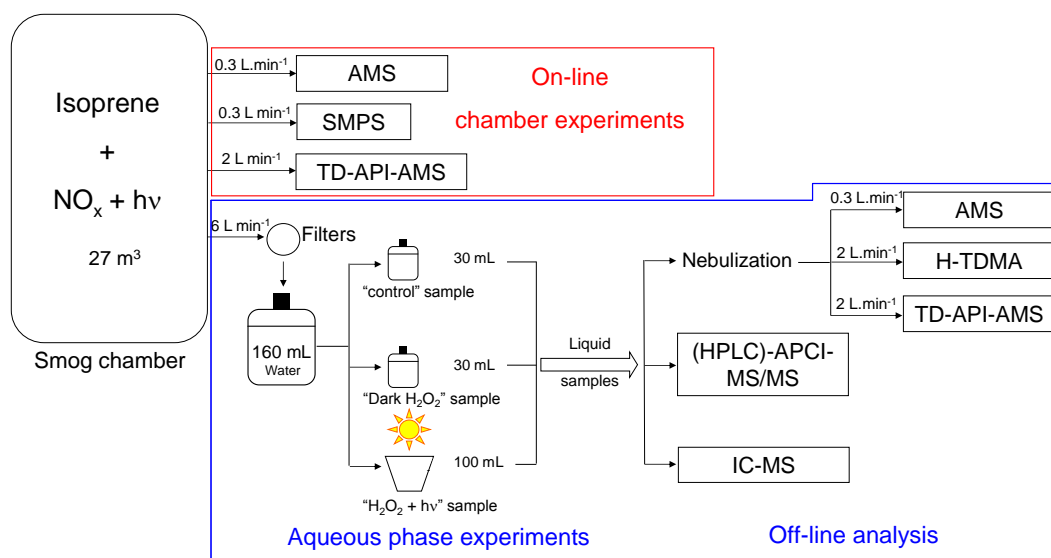 Isoprene
+
NOx + hν
27 m³
Smog chamber
0.3 L.min⁻¹
AMS
0.3 L min⁻¹
SMPS
2 L min⁻¹
TD-API-AMS
On-line
chamber experiments
6 L min⁻¹
Filters
160 mL
Water
30 mL
“control” sample
30 mL
“Dark H₂O₂” sample
100 mL
“H₂O₂ + hν” sample
Aqueous phase experiments
Liquid
samples
Nebulization
0.3 L.min⁻¹
AMS
2 L.min⁻¹
H-TDMA
2 L.min⁻¹
TD-API-AMS
(HPLC)-APCI-
MS/MS
IC-MS
Off-line analysis